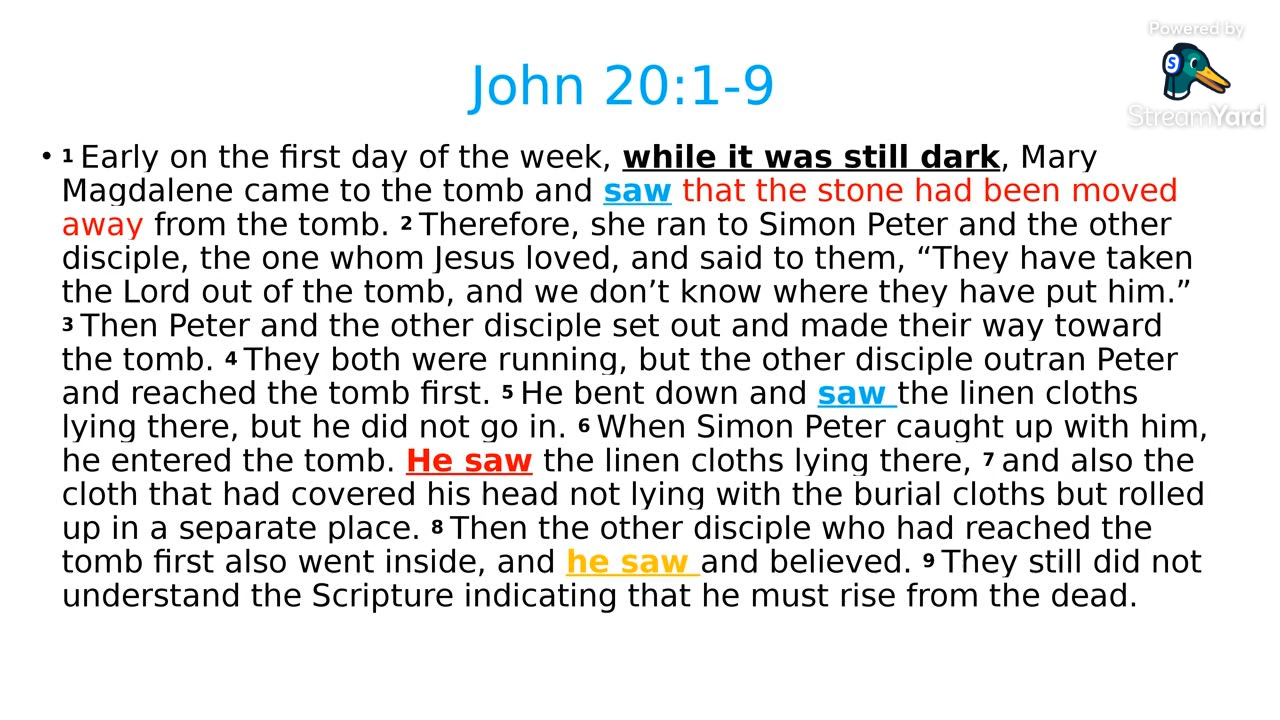 Powered by
StreamYard
John 20:1-9
• 1 Early on the first day of the week, while it was still dark, Mary
Magdalene came to the tomb and saw that the stone had been moved
away from the tomb. 2 Therefore, she ran to Simon Peter and the other
disciple, the one whom Jesus loved, and said to them, “They have taken
the Lord out of the tomb, and we don’t know where they have put him.”
3 Then Peter and the other disciple set out and made their way toward
the tomb. 4 They both were running, but the other disciple outran Peter
and reached the tomb first. 5 He bent down and saw the linen cloths
lying there, but he did not go in. 6 When Simon Peter caught up with him,
he entered the tomb. He saw the linen cloths lying there, 7 and also the
cloth that had covered his head not lying with the burial cloths but rolled
up in a separate place. 8 Then the other disciple who had reached the
tomb first also went inside, and he saw and believed. 9 They still did not
understand the Scripture indicating that he must rise from the dead.